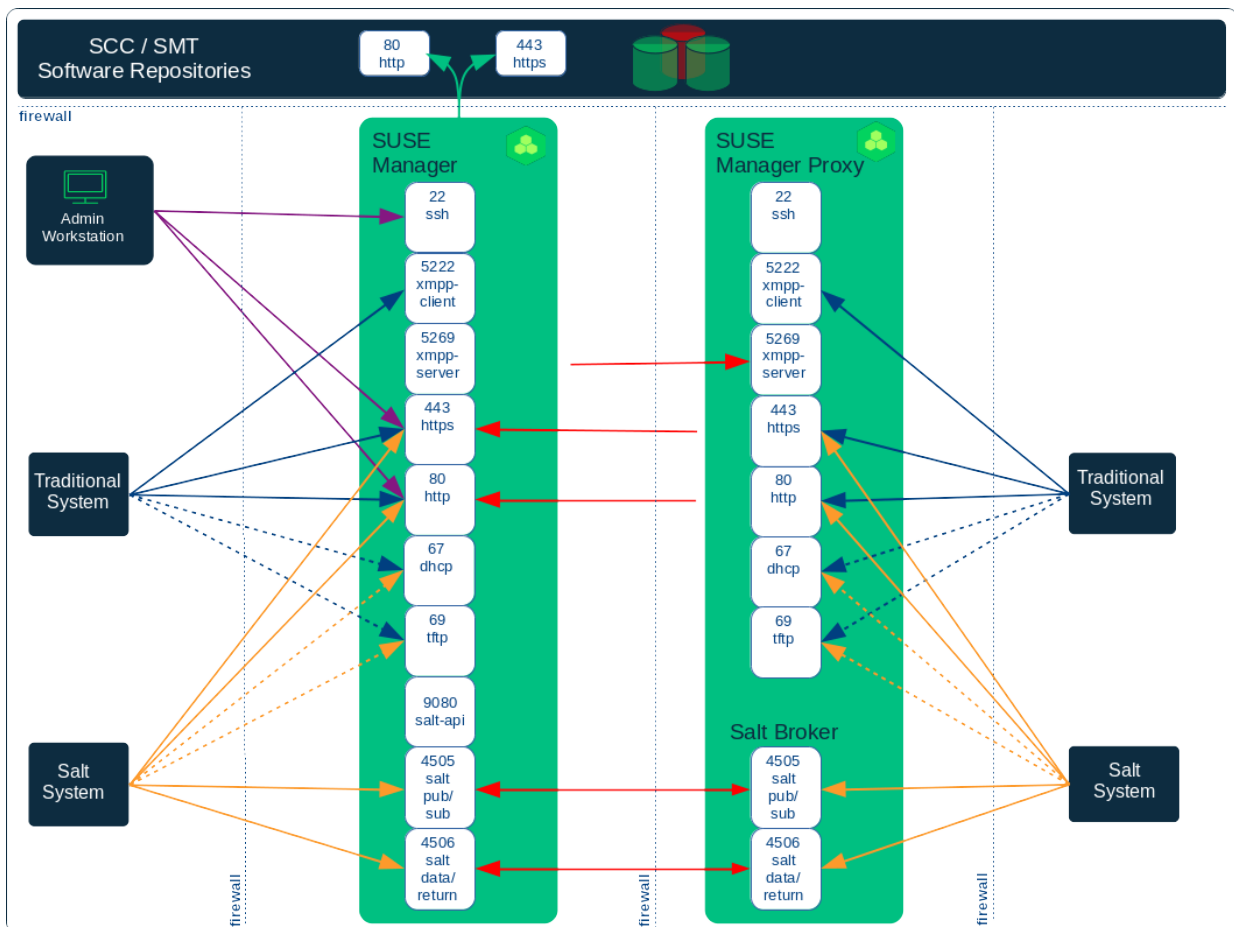 SCC / SMT
Software Repositories
80
http
443
https
firewall
SUSE
Manager
SUSE
Manager Proxy
Admin
Workstation
22
ssh
5222
xmpp-
client
5269
xmpp-
server
443
https
80
http
67
dhcp
69
tftp
9080
salt-api
4505
salt
pub/
sub
4506
salt
data/
return
22
ssh
5222
xmpp-
client
5269
xmpp-
server
443
https
80
http
67
dhcp
69
tftp
Salt Broker
4505
salt
pub/
sub
4506
salt
data/
return
Traditional
System
Salt
System
Traditional
System
Salt
System
firewall
firewall
firewall